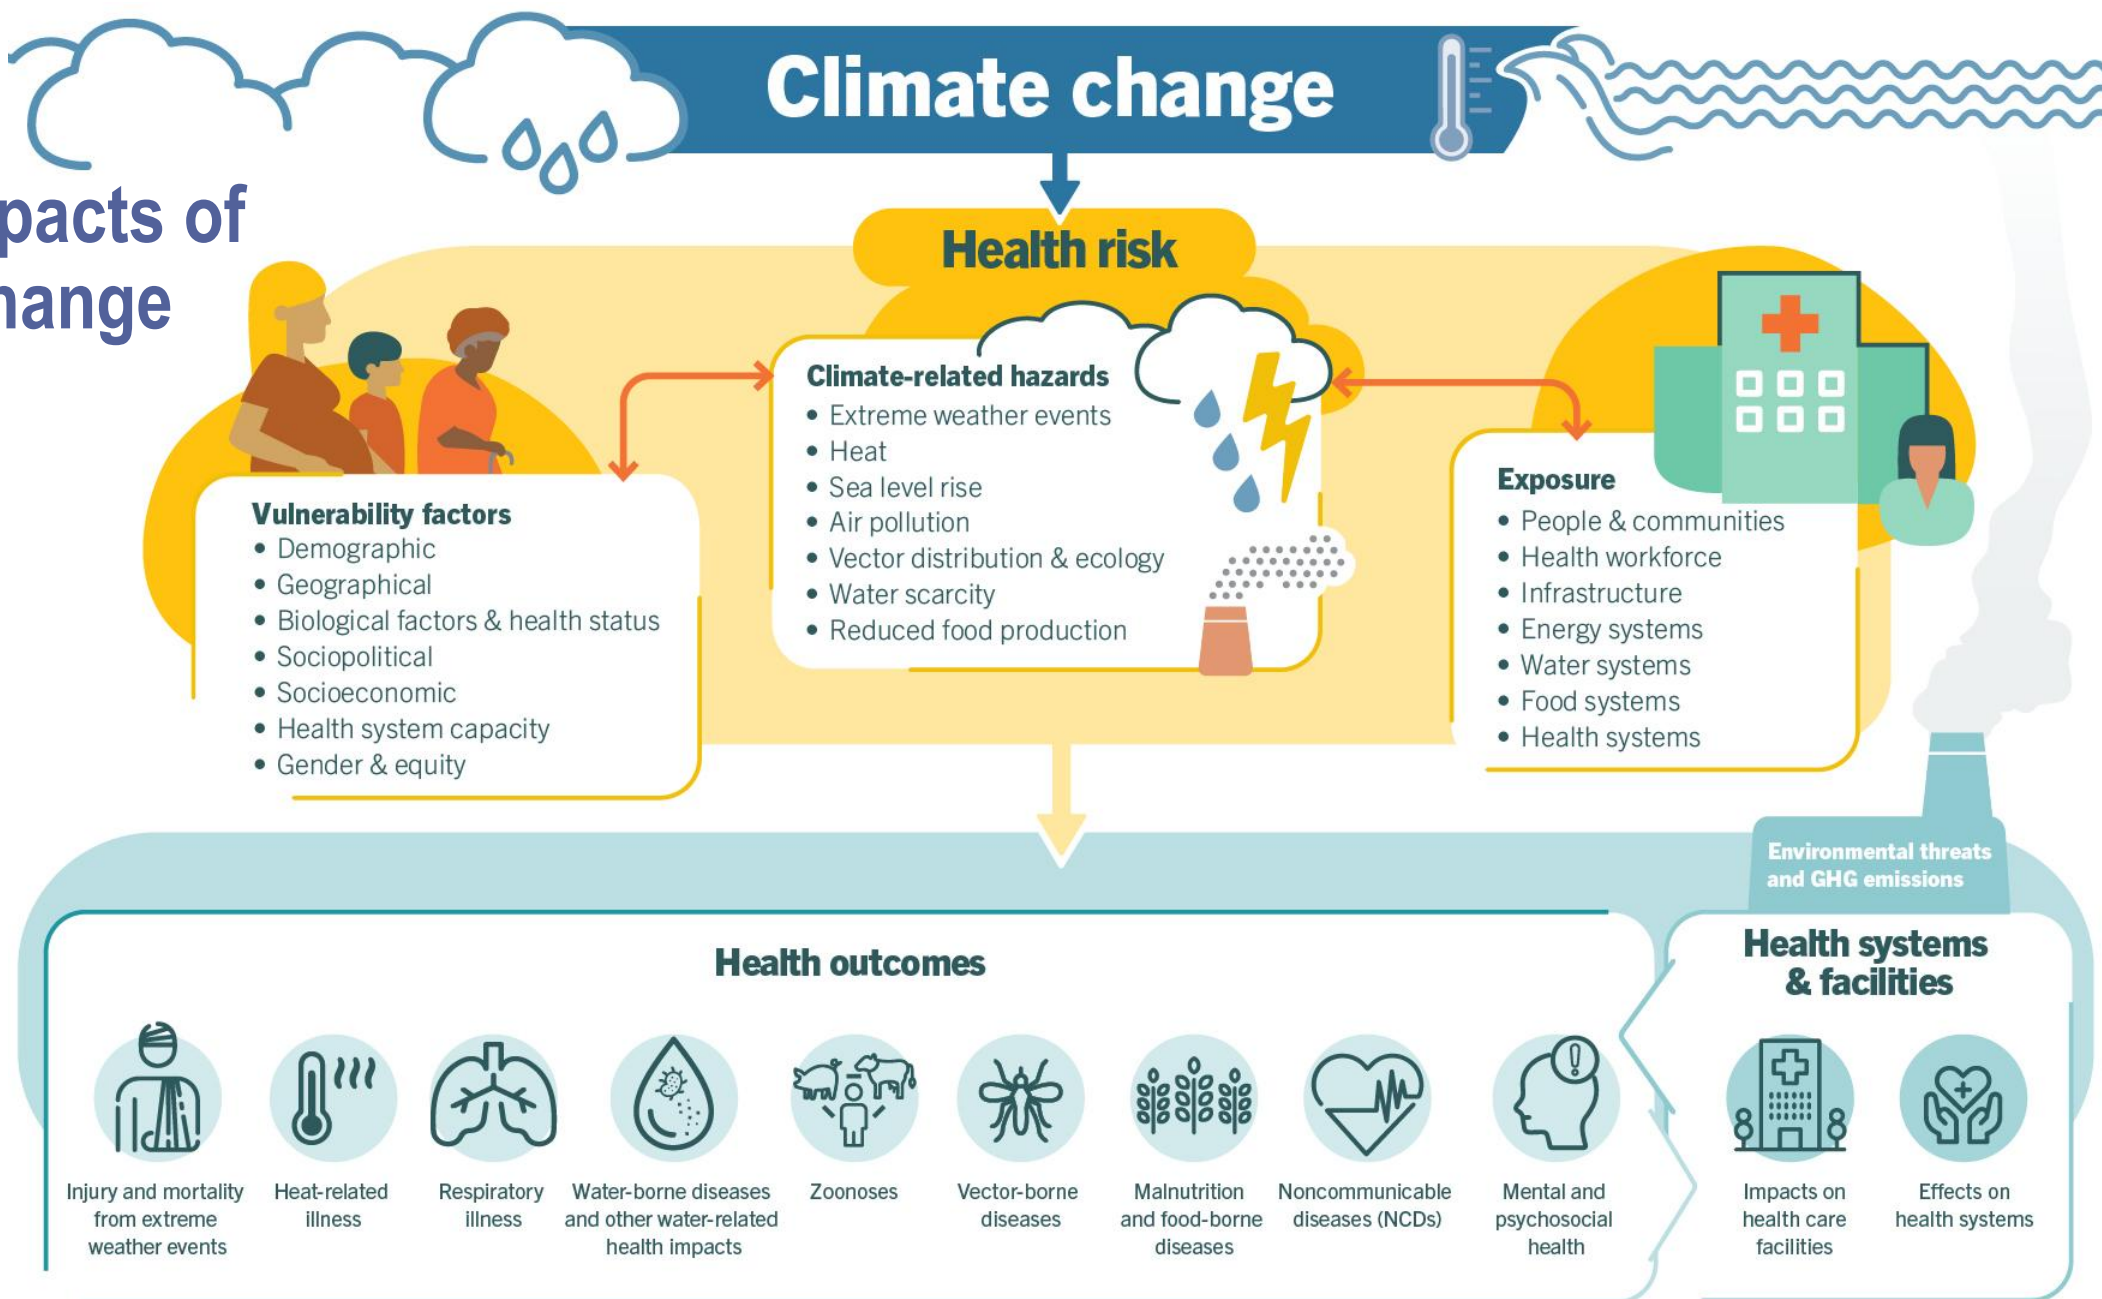 Climate change
pacts of
hange
Health risk
Climate-related hazards
• Extreme weather events
• Heat
• Sea level rise
• Air pollution
• Vector distribution & ecology
• Water scarcity
• Reduced food production
Vulnerability factors
• Demographic
• Geographical
• Biological factors & health status
• Sociopolitical
• Socioeconomic
• Health system capacity
• Gender & equity
Exposure
• People & communities
• Health workforce
• Infrastructure
• Energy systems
• Water systems
• Food systems
• Health systems
Environmental threats
and GHG emissions
Health outcomes
Injury and mortality
from extreme
weather events
Heat-related
illness
Respiratory
illness
Water-borne diseases
and other water-related
health impacts
Zoonoses
Vector-borne
diseases
Malnutrition
and food-borne
diseases
Noncommunicable
diseases (NCDs)
Mental and
psychosocial
health
Health systems
& facilities
Impacts on
health care
facilities
Effects on
health systems